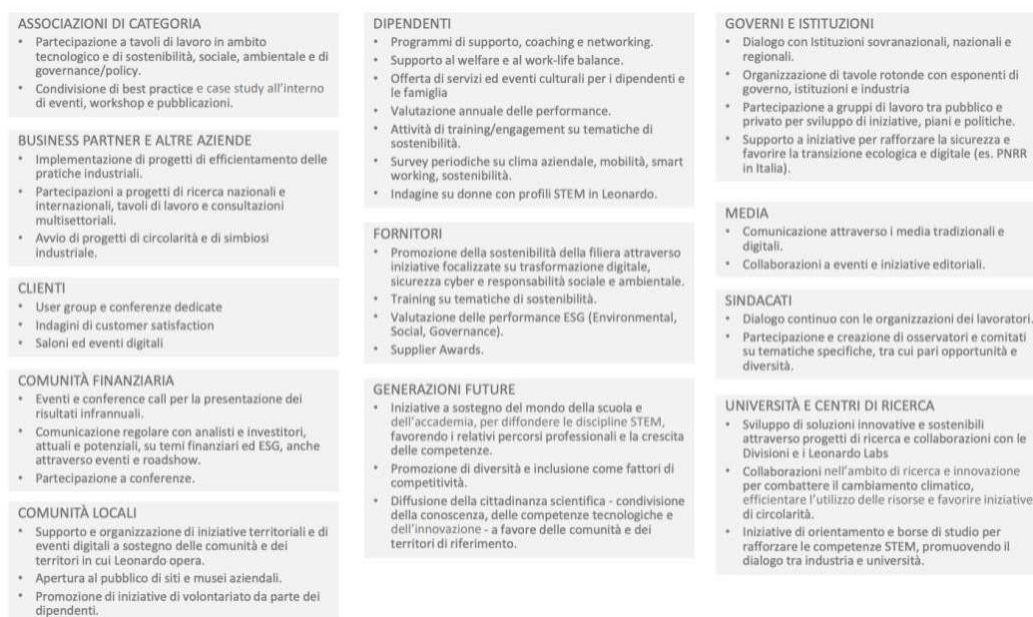 ASSOCIAZIONI DI CATEGORIA
• Partecipazione a tavoli di lavoro in ambito
tecnologico e di sostenibilità, sociale, ambientale e di
governance/policy.
• Condivisione di best practice e case study all'interno
di eventi, workshop e pubblicazioni.
BUSINESS PARTNER E ALTRE AZIENDE
• Implementazione di progetti di efficientamento delle
pratiche industriali.
• Partecipazioni a progetti di ricerca nazionali e
internazionali, tavoli di lavoro e consultazioni
multisettoriali.
• Avvio di progetti di circolarità e di simbiosi
industriale.
CLIENTI
• User group e conferenze dedicate
• Indagini di customer satisfaction
• Saloni ed eventi digitali
COMUNITÀ FINANZIARIA
• Eventi e conference call per la presentazione dei
risultati infrannuali.
• Comunicazione regolare con analisti e investitori,
attuali e potenziali, su temi finanziari ed ESG, anche
attraverso eventi e roadshow.
• Partecipazione a conferenze.
COMUNITÀ LOCALI
• Supporto e organizzazione di iniziative territoriali e di
eventi digitali a sostegno delle comunità e dei
territori in cui Leonardo opera.
• Apertura al pubblico di siti e musei aziendali.
• Promozione di iniziative di volontariato da parte dei
dipendenti.
DIPENDENTI
• Programmi di supporto, coaching e networking.
• Supporto al welfare e al work-life balance.
• Offerta di servizi ed eventi culturali per i dipendenti e
le famiglia
• Valutazione annuale delle performance.
• Attività di training/engagement su tematiche di
sostenibilità.
• Survey periodiche su clima aziendale, mobilità, smart
working, sostenibilità.
• Indagine su donne con profili STEM in Leonardo.
FORNITORI
• Promozione della sostenibilità della filiera attraverso
iniziative focalizzate su trasformazione digitale,
sicurezza cyber e responsabilità sociale e ambientale.
• Training su tematiche di sostenibilità.
• Valutazione delle performance ESG (Environmental,
Social, Governance).
• Supplier Awards.
GENERAZIONI FUTURE
• Iniziative a sostegno del mondo della scuola e
dell'accademia, per diffondere le discipline STEM,
favorendo i relativi percorsi professionali e la crescita
delle competenze.
• Promozione di diversità e inclusione come fattori di
competitività.
• Diffusione della cittadinanza scientifica - condivisione
della conoscenza, delle competenze tecnologiche e
dell'innovazione - a favore delle comunità e dei
territori di riferimento.
GOVERNI E ISTITUZIONI
• Dialogo con Istituzioni sovranazionali, nazionali e
regionali.
• Organizzazione di tavole rotonde con esponenti di
governo, istituzioni e industria
• Partecipazione a gruppi di lavoro tra pubblico e
privato per sviluppo di iniziative, piani e politiche.
• Supporto a iniziative per rafforzare la sicurezza e
favorire la transizione ecologica e digitale (es. PNRR
in Italia).
MEDIA
• Comunicazione attraverso i media tradizionali e
digitali.
• Collaborazioni a eventi e iniziative editoriali.
SINDACATI
• Dialogo continuo con le organizzazioni dei lavoratori.
• Partecipazione e creazione di osservatori e comitati
su tematiche specifiche, tra cui pari opportunità e
diversità.
UNIVERSITÀ E CENTRI DI RICERCA
• Sviluppo di soluzioni innovative e sostenibili
attraverso progetti di ricerca e collaborazioni con le
Divisioni e i Leonardo Labs
• Collaborazioni nell'ambito di ricerca e innovazione
per combattere il cambiamento climatico,
efficientare l'utilizzo delle risorse e favorire iniziative
di circolarità.
• Iniziative di orientamento e borse di studio per
rafforzare le competenze STEM, promuovendo il
dialogo tra industria e università.